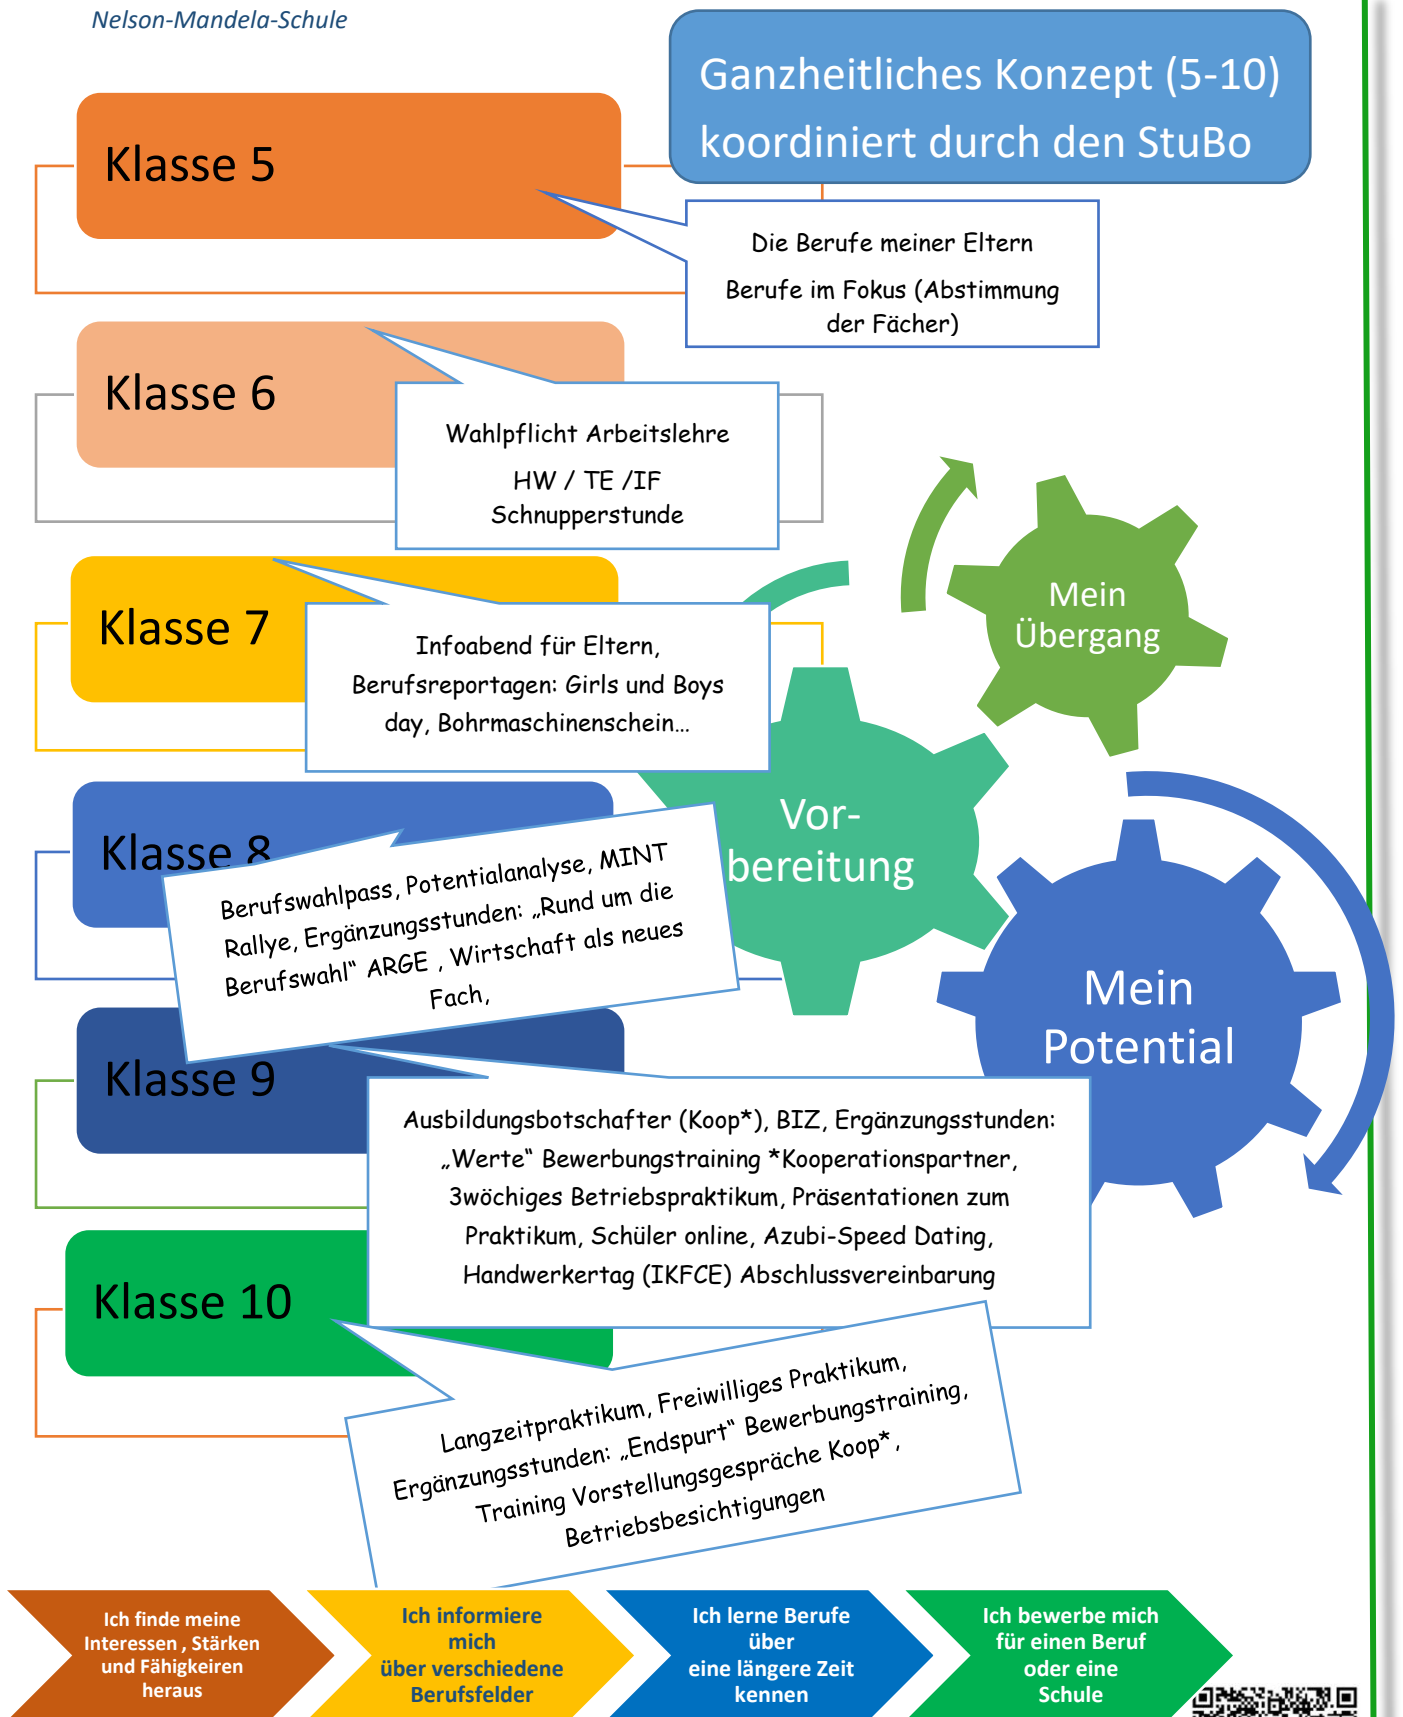 Nelson-Mandela-Schule
Ganzheitliches Konzept (5-10)
koordiniert durch den StuBo
Klasse 5
Die Berufe meiner Eltern
Berufe im Fokus (Abstimmung
der Fächer)
Klasse 6
Wahlpflicht Arbeitslehre
HW / TE /IF
Schnupperstunde
Klasse 7
Infoabend für Eltern,
Berufsreportagen: Girls und Boys
day, Bohrmaschinenschein…
Mein
Übergang
Vor-
bereitung
Mein
Potential
Klasse 8
Berufswahlpass, Potentialanalyse, MINT
Rallye, Ergänzungsstunden: „Rund um die
Berufswahl“ ARGE , Wirtschaft als neues
Fach,
Klasse 9
Ausbildungsbotschafter (Koop*), BIZ, Ergänzungsstunden:
„Werte“ Bewerbungstraining *Kooperationspartner,
3wöchiges Betriebspraktikum, Präsentationen zum
Praktikum, Schüler online, Azubi-Speed Dating,
Handwerkertag (IKFCE) Abschlussvereinbarung
Klasse 10
Langzeitpraktikum, Freiwilliges Praktikum,
Ergänzungsstunden: „Endspurt“ Bewerbungstraining,
Training Vorstellungsgespräche Koop* ,
Betriebsbesichtigungen
Ich finde meine
Interessen , Stärken
und Fähigkeiren
heraus
Ich informiere
mich
über verschiedene
Berufsfelder
Ich lerne Berufe
über
eine längere Zeit
kennen
Ich bewerbe mich
für einen Beruf
oder eine
Schule